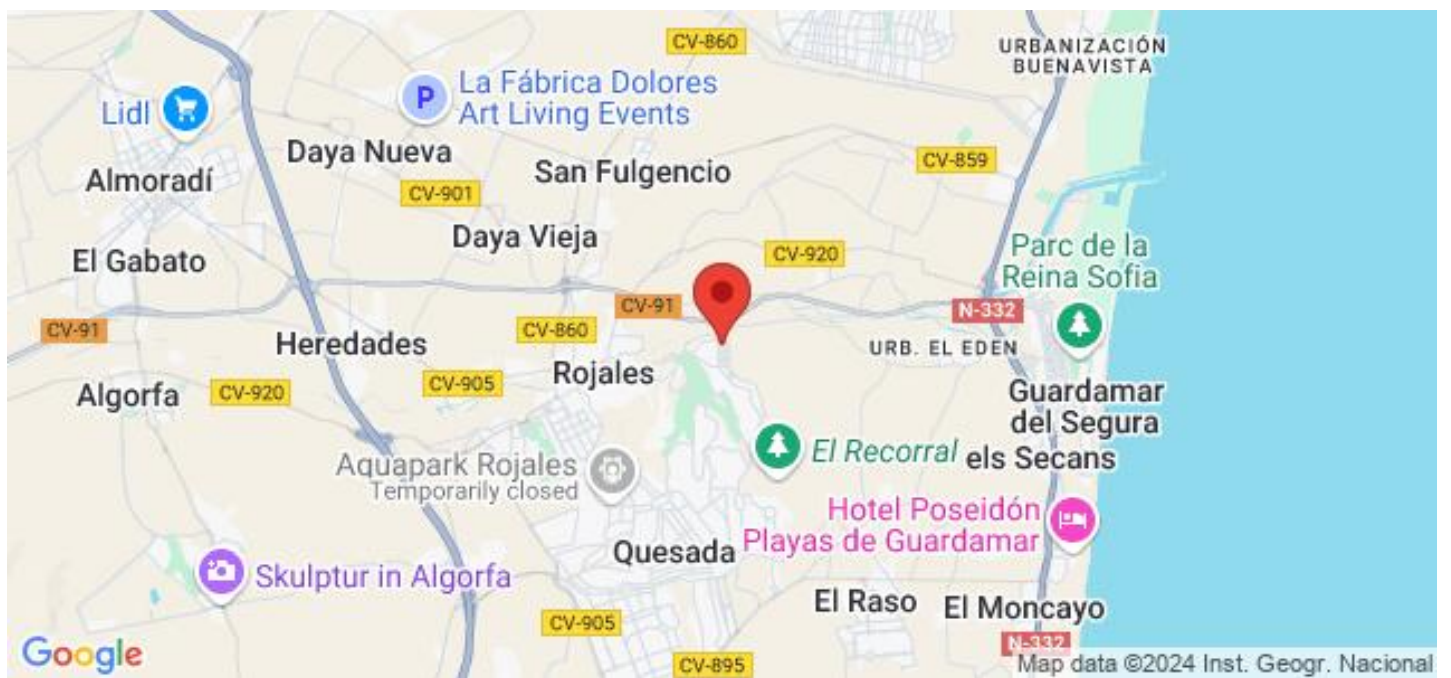 CV-860
URBANIZACIÓN
BUENAVISTA
La Fábrica Dolores
Art Living Events
P
Lidl
Daya Nueva
San Fulgencio
CV-859
Almoradí
CV-901
Daya Vieja
El Gabato
CV-920
Parc de la
Reina Sofia
CV-91
N-332
CV-91
CV-860
Heredades
URB. EL EDEN
Rojales
CV-905
CV-920
Algorfa
Guardamar
del Segura
El Recorral
els Secans
Aquapark Rojales
Temporarily closed
Hotel Poseidón
Playas de Guardamar
Quesada
Skulptur in Algorfa
El Raso
El Moncayo
CV-905
N-332
Google
CV-895
Map data ©2024 Inst. Geogr. Nacional